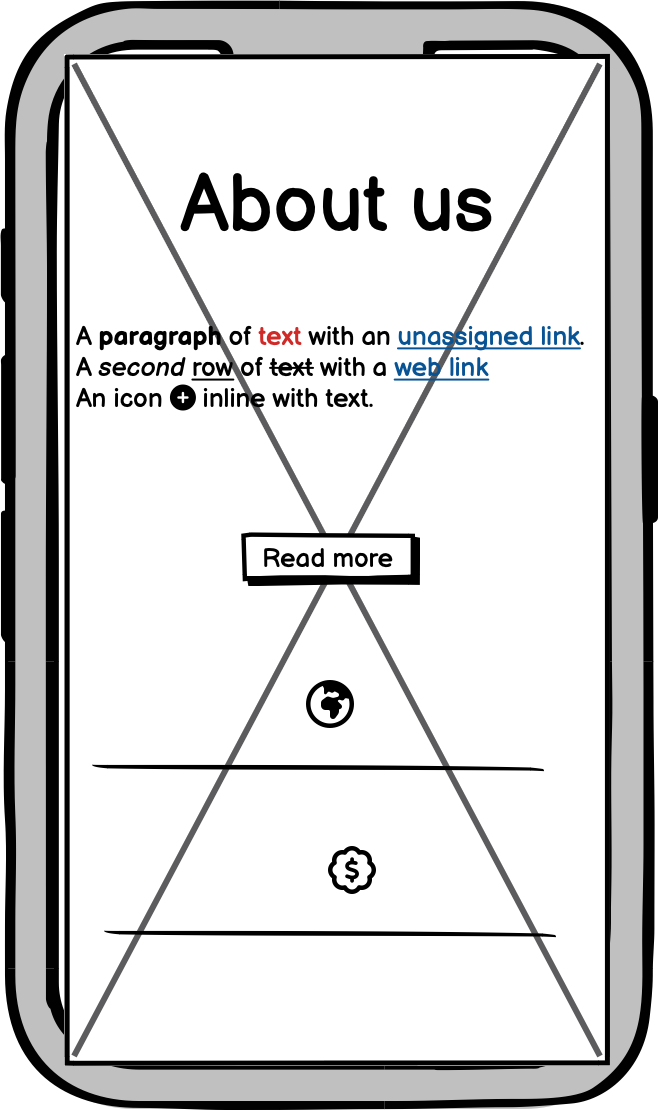 About us
A paragraph of text with an unassigned link.
A second row of text with a web link
An icon + inline with text.
Read more
$